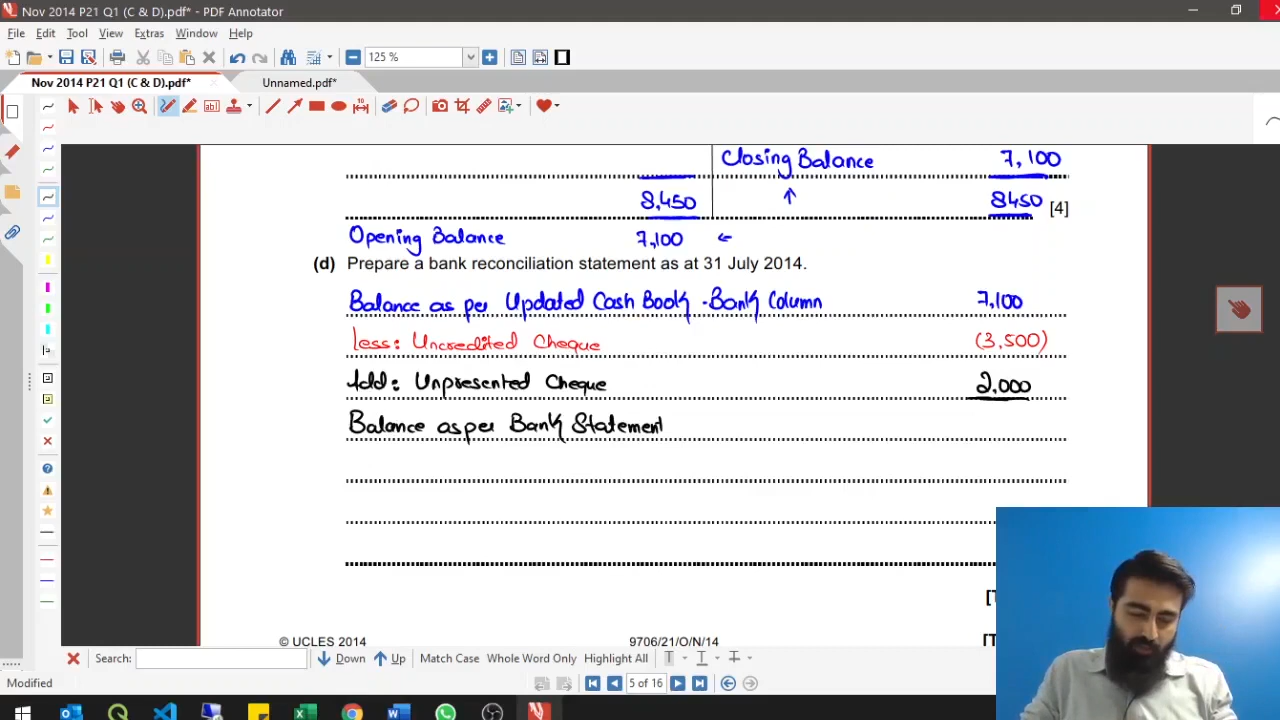 Nov 2014 P21 Q1 (C & D).pdf* - PDF Annotator
File Edit Tool View Extras Window Help
125 %
Nov 2014 P21 Q1 (C & D).pdf* Unnamed.pdf*
Closing Balance 7,100
8,450 8450 [4]
Opening Balance 7,100
(d) Prepare a bank reconciliation statement as at 31 July 2014.
Balance as per Updated Cash Book - Bank Column 7,100
less: Uncredited Cheque (3,500)
Add: Unpresented Cheque 2,000
Balance as per Bank Statement
© UCLES 2014 9706/21/O/N/14
Search: Down Up Match Case Whole Word Only Highlight All
Modified 5 of 16